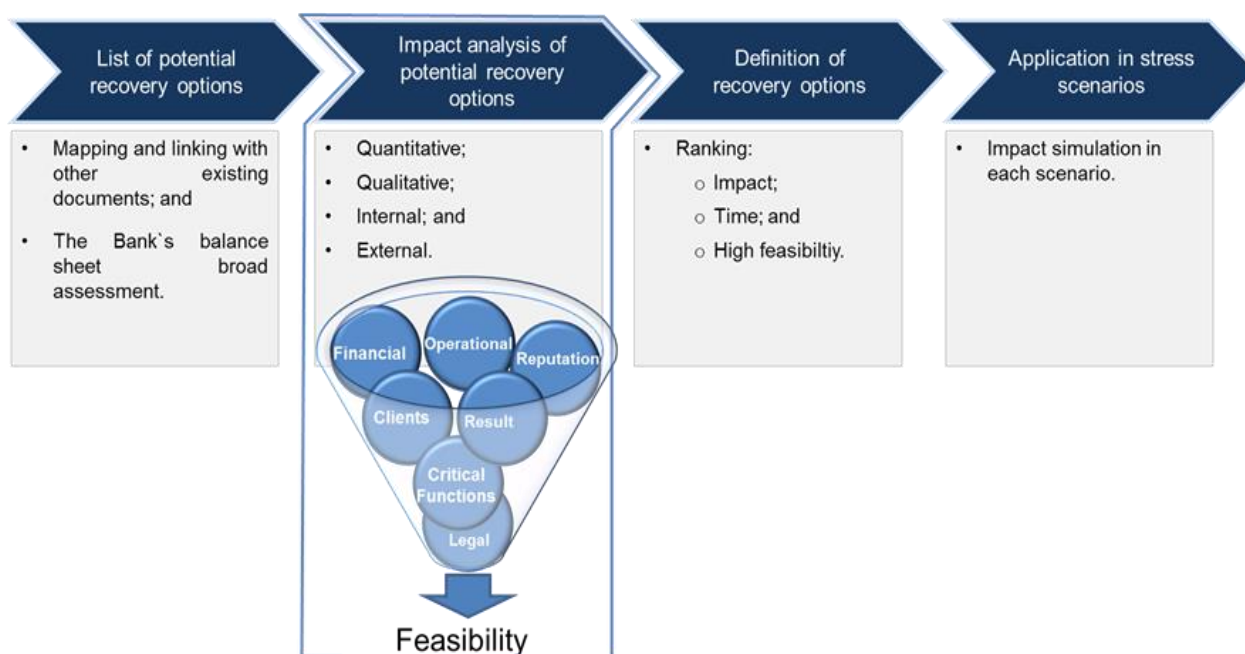 List of potential
recovery options
Impact analysis of
potential recovery
options
Definition of
recovery options
Application in stress
scenarios
• Mapping and linking with
other existing
documents; and
• The Bank`s balance
sheet broad
assessment.
• Quantitative;
• Qualitative;
• Internal; and
• External.
• Ranking:
o Impact;
o Time; and
o High feasibiltiy.
• Impact simulation in
each scenario.
Financial
Operational
Reputation
Clients
Result
Critical
Functions
Legal
Feasibility